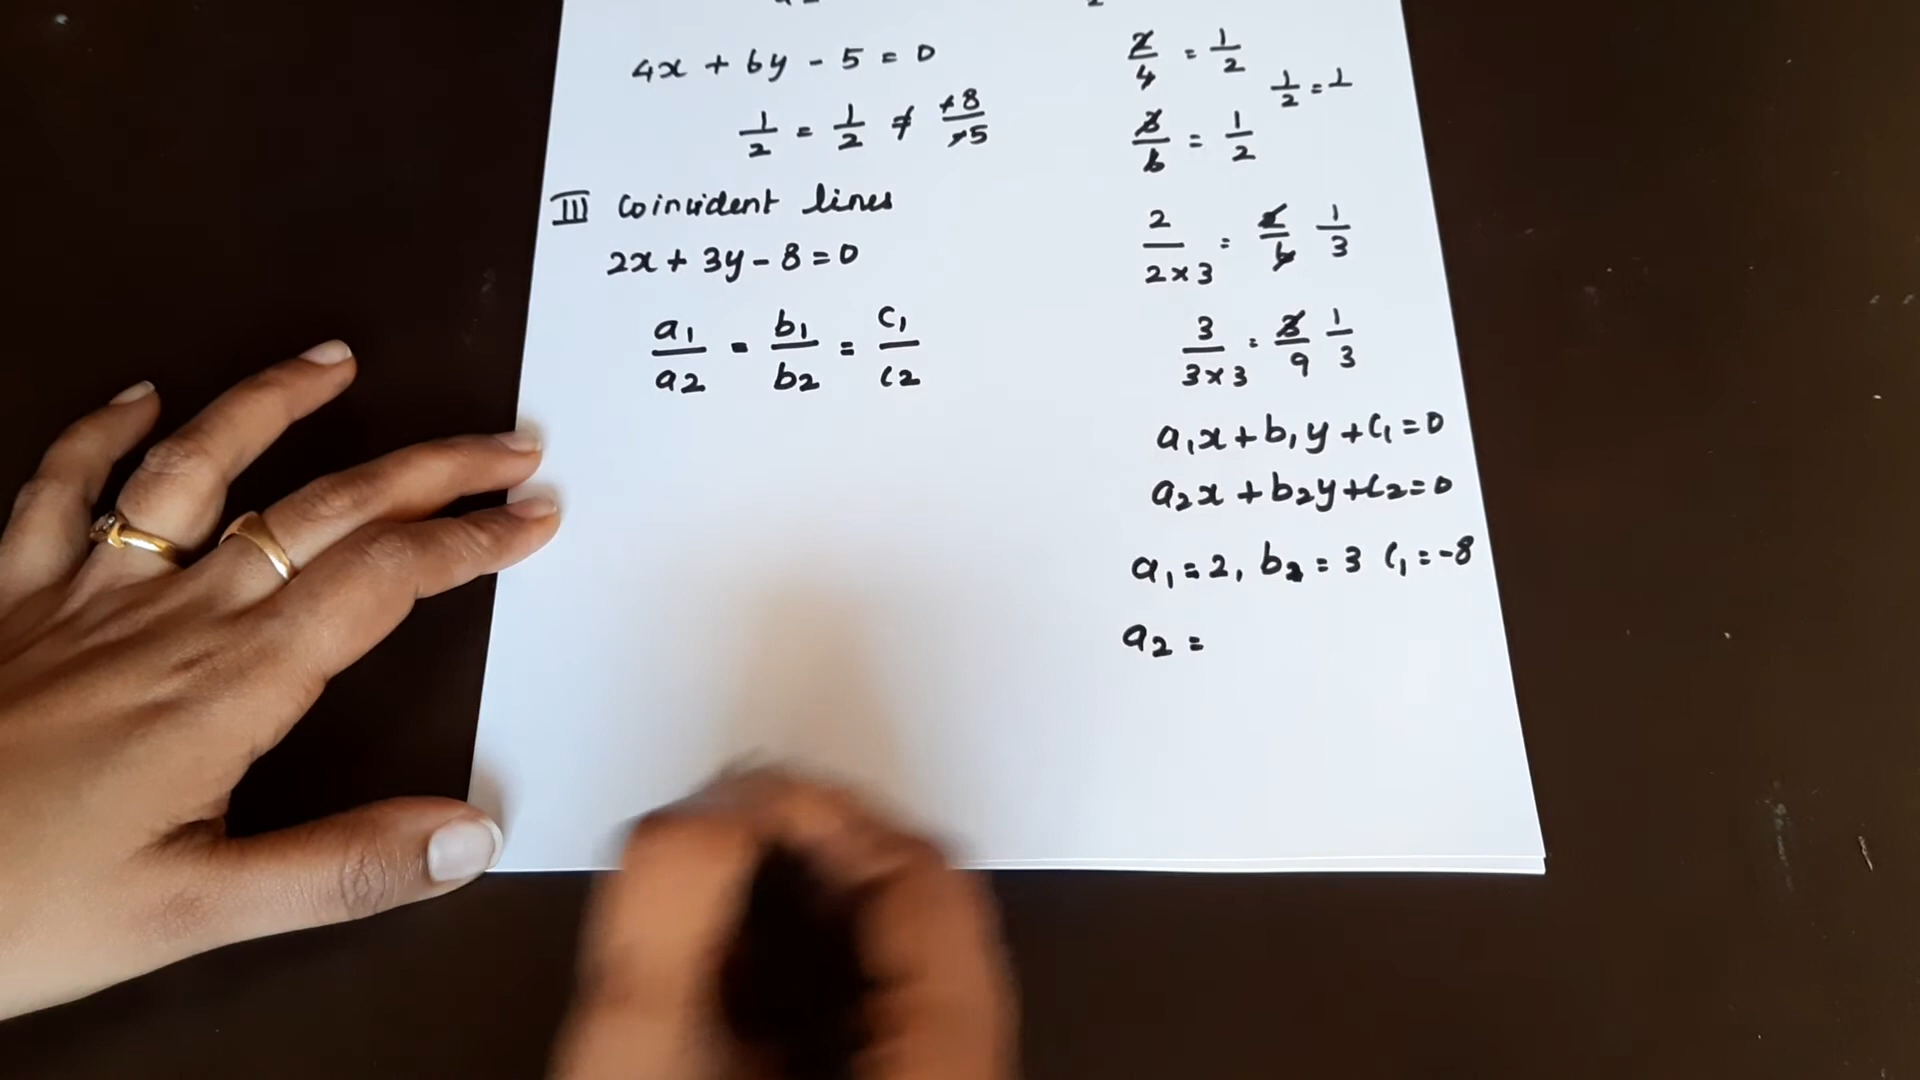 4x + 6y - 5 = 0
1/2 = 1/2 ≠ +8/-5
III Coincident lines
2x + 3y - 8 = 0
a1/a2 = b1/b2 = c1/c2
2/4 = 1/2
1/2 = 1
3/6 = 1/2
2/2×3 = 2/6 1/3
3/3×3 = 3/9 1/3
a1x + b1y + c1 = 0
a2x + b2y + c2 = 0
a1 = 2, b2 = 3 c1 = -8
a2 =